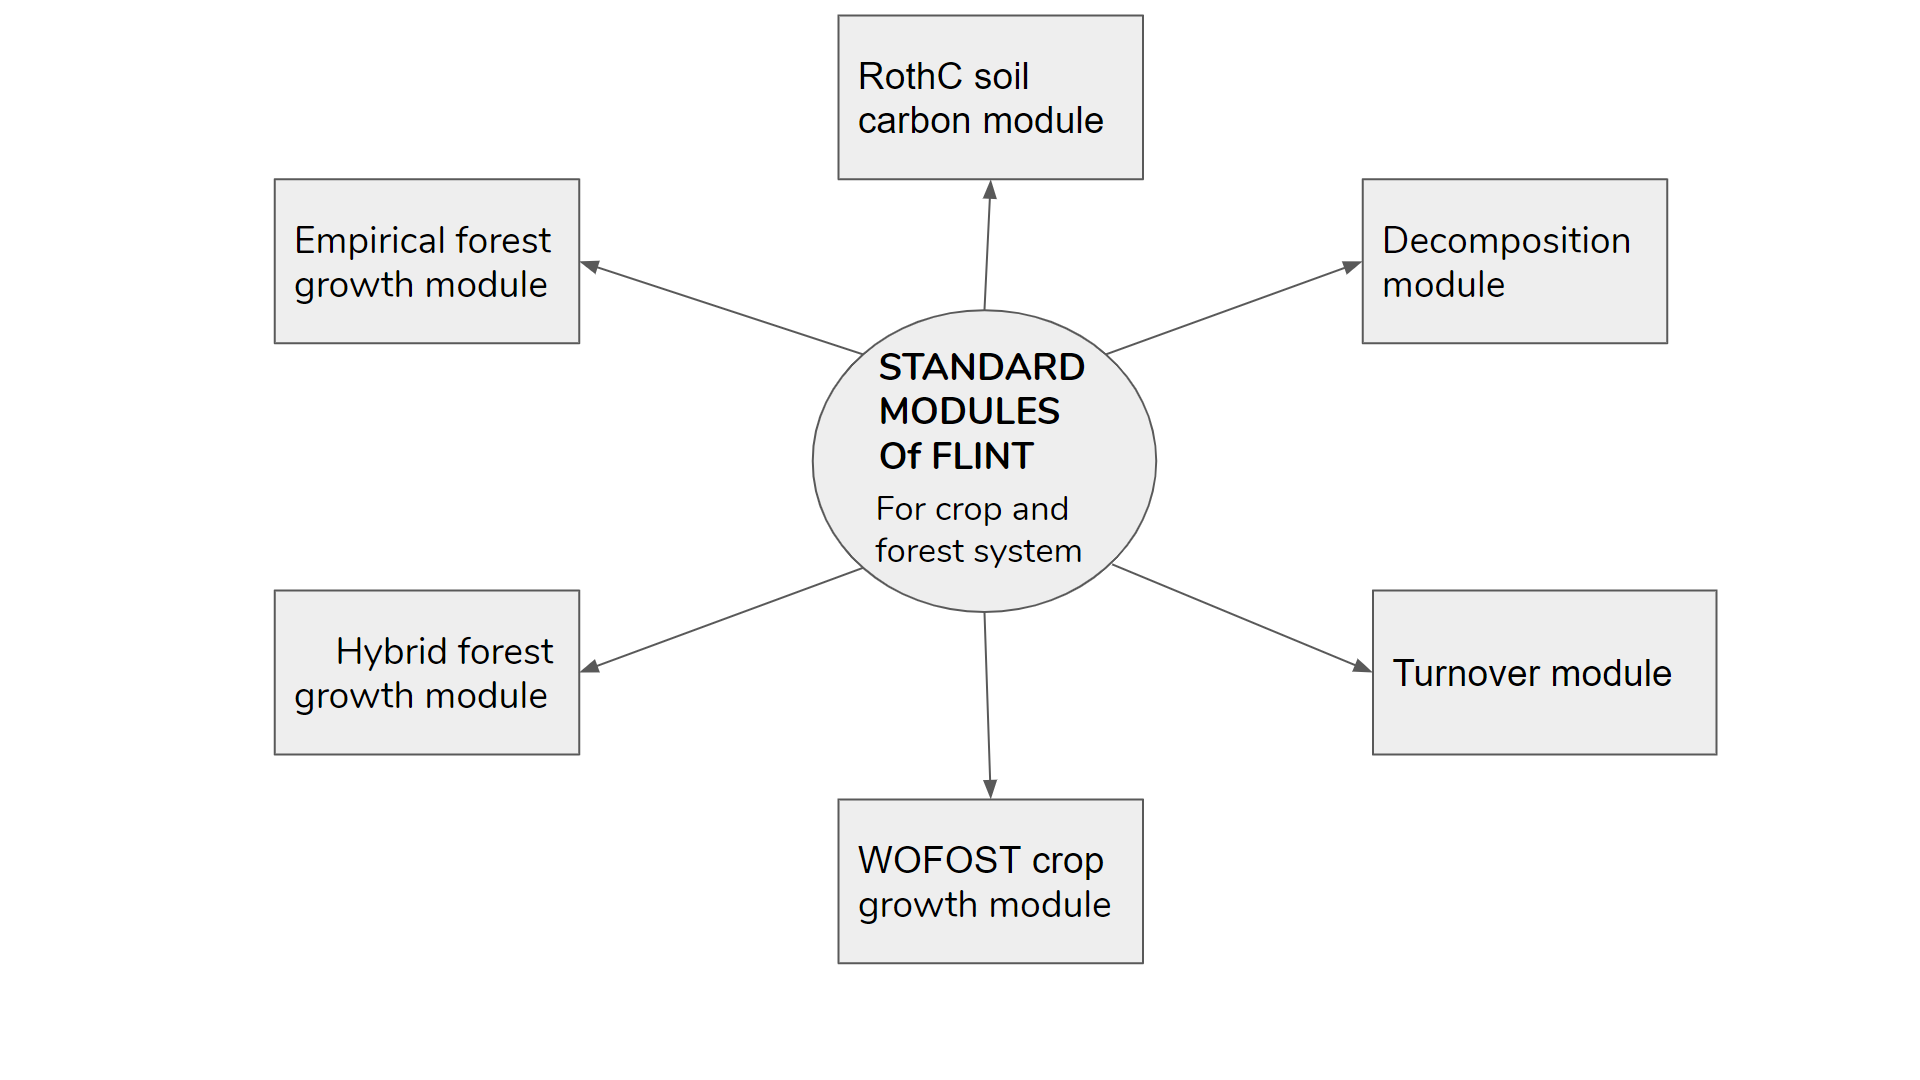 RothC soil
carbon module
Empirical forest
growth module
Decomposition
module
STANDARD
MODULES
Of FLINT
For crop and
forest system
Hybrid forest
growth module
Turnover module
WOFOST crop
growth module